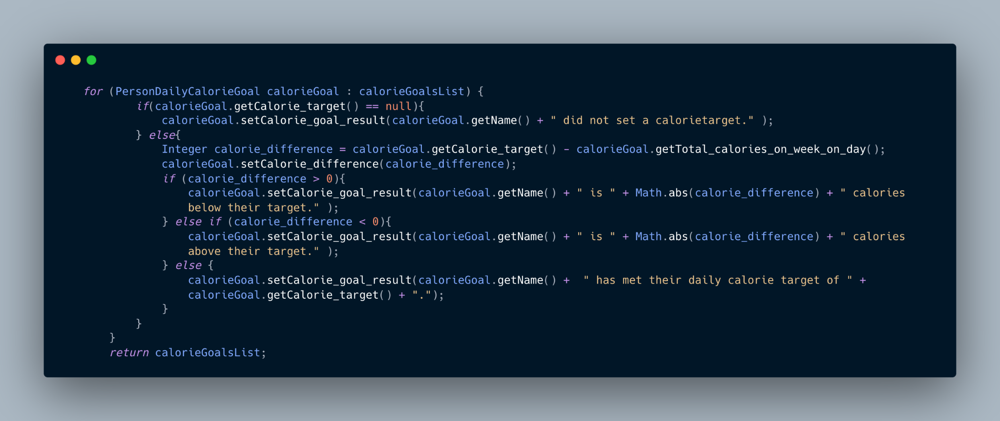 for (PersonDailyCalorieGoal calorieGoal : calorieGoalsList) {
if(calorieGoal.getCalorie_target() == null){
calorieGoal.setCalorie_goal_result(calorieGoal.getName() + " did not set a calorietarget." );
} else{
Integer calorie_difference = calorieGoal.getCalorie_target() - calorieGoal.getTotal_calories_on_week_on_day();
calorieGoal.setCalorie_difference(calorie_difference);
if (calorie_difference > 0){
calorieGoal.setCalorie_goal_result(calorieGoal.getName() + " is " + Math.abs(calorie_difference) + " calories
below their target." );
} else if (calorie_difference < 0){
calorieGoal.setCalorie_goal_result(calorieGoal.getName() + " is " + Math.abs(calorie_difference) + " calories
above their target." );
} else {
calorieGoal.setCalorie_goal_result(calorieGoal.getName() +  " has met their daily calorie target of " +
calorieGoal.getCalorie_target() + ".");
}
}
}
return calorieGoalsList;